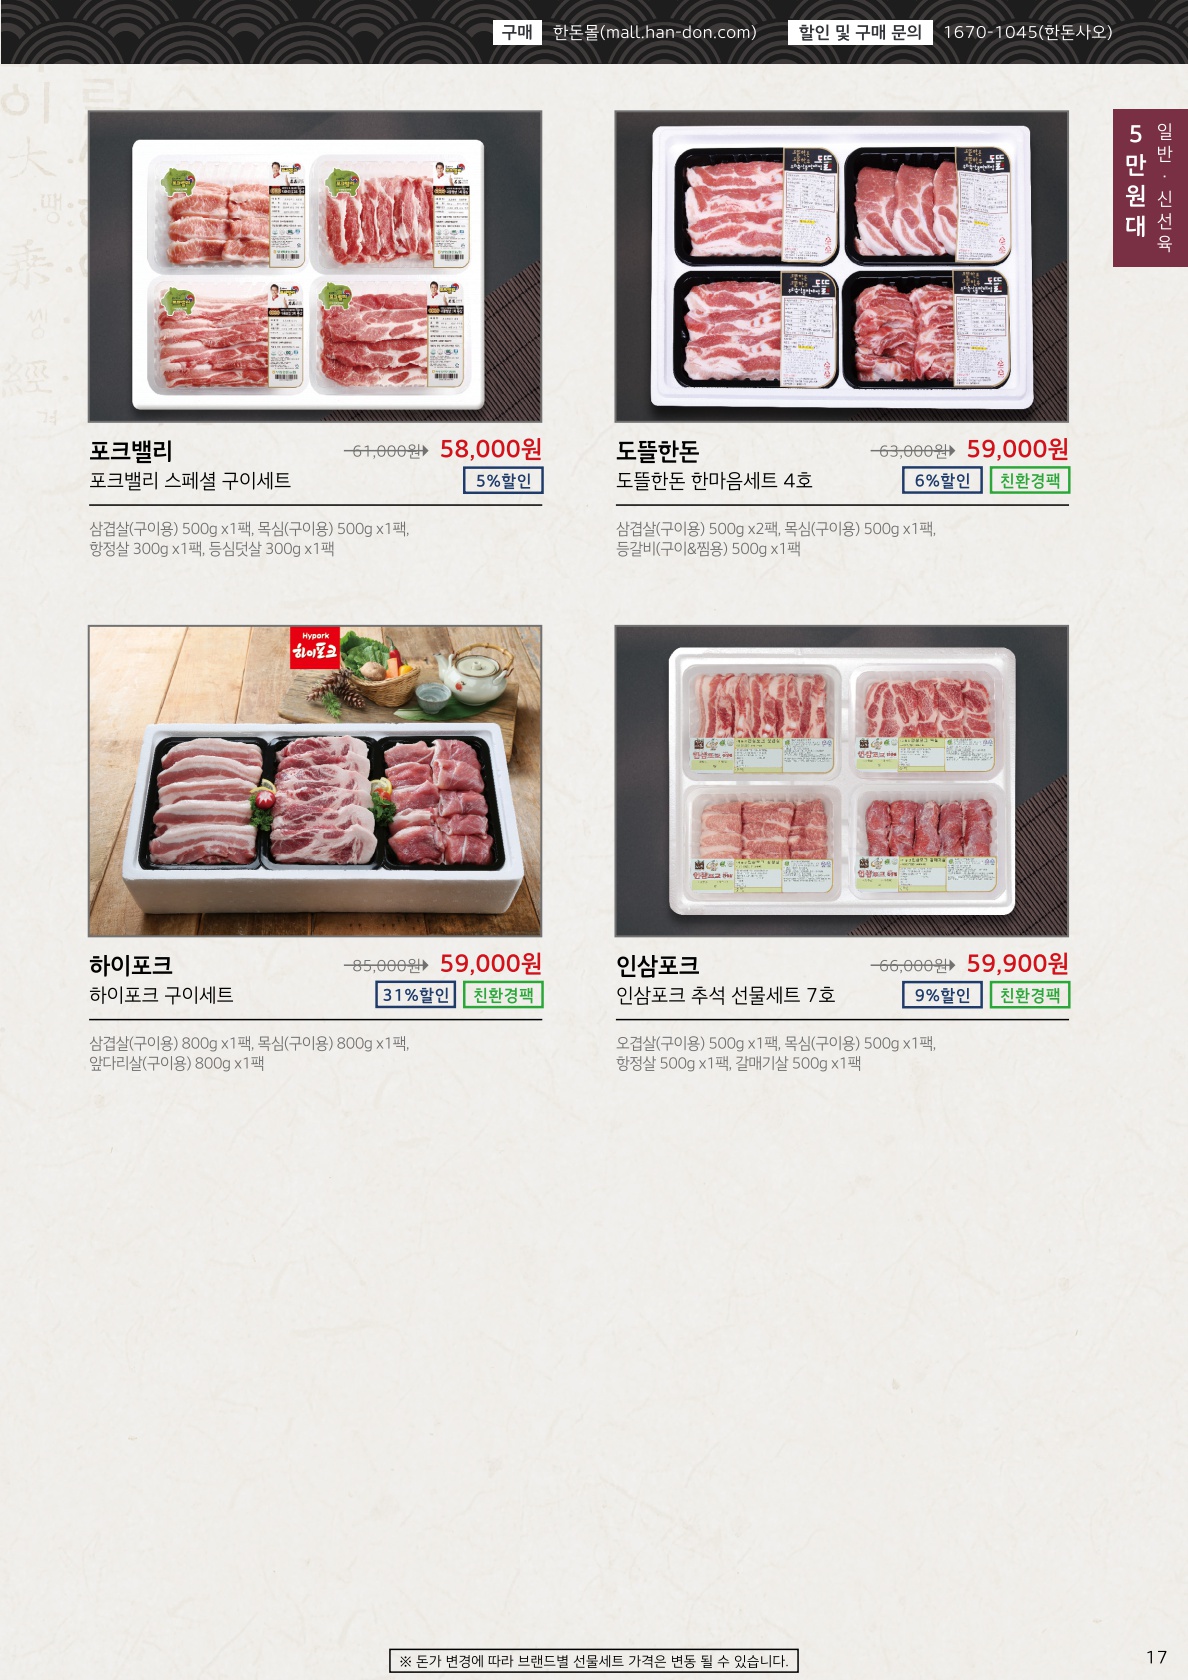 구매 한돈몰(mall.han-don.com) 할인 및 구매 문의 1670-1045(한돈사오)
일반·신선육
5만원대
포크밸리
61,000원 58,000원
포크밸리 스페셜 구이세트 5%할인
삼겹살(구이용) 500g x1팩, 목심(구이용) 500g x1팩,
항정살 300g x1팩, 등심덧살 300g x1팩
도뜰한돈
63,000원 59,000원
도뜰한돈 한마음세트 4호 6%할인 친환경팩
삼겹살(구이용) 500g x2팩, 목심(구이용) 500g x1팩,
등갈비(구이&찜용) 500g x1팩
Hypork
하이포크
하이포크
85,000원 59,000원
하이포크 구이세트 31%할인 친환경팩
삼겹살(구이용) 800g x1팩, 목심(구이용) 800g x1팩,
앞다리살(구이용) 800g x1팩
인삼포크
66,000원 59,900원
인삼포크 추석 선물세트 7호 9%할인 친환경팩
오겹살(구이용) 500g x1팩, 목심(구이용) 500g x1팩,
항정살 500g x1팩, 갈매기살 500g x1팩
※ 돈가 변경에 따라 브랜드별 선물세트 가격은 변동 될 수 있습니다.
17